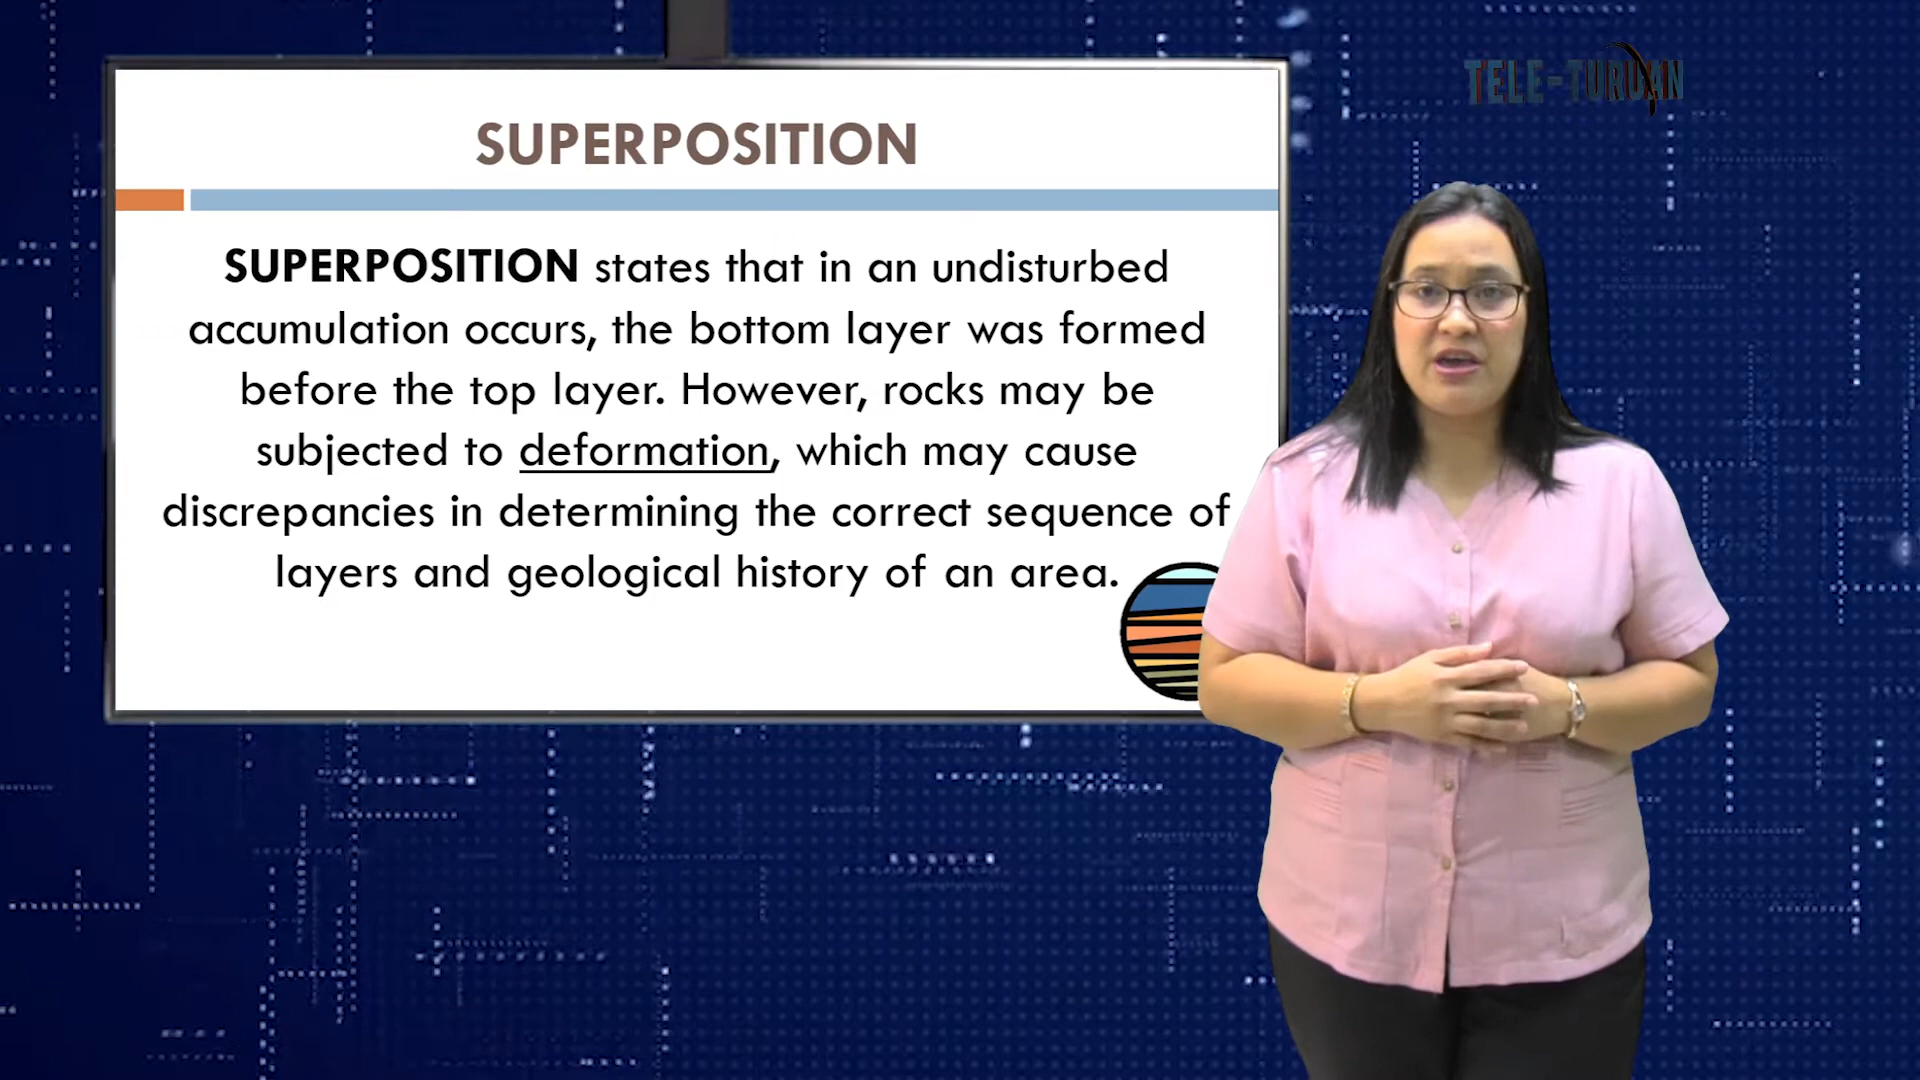 TELE-TURUAN
SUPERPOSITION
SUPERPOSITION states that in an undisturbed
accumulation occurs, the bottom layer was formed
before the top layer. However, rocks may be
subjected to deformation, which may cause
discrepancies in determining the correct sequence of
layers and geological history of an area.